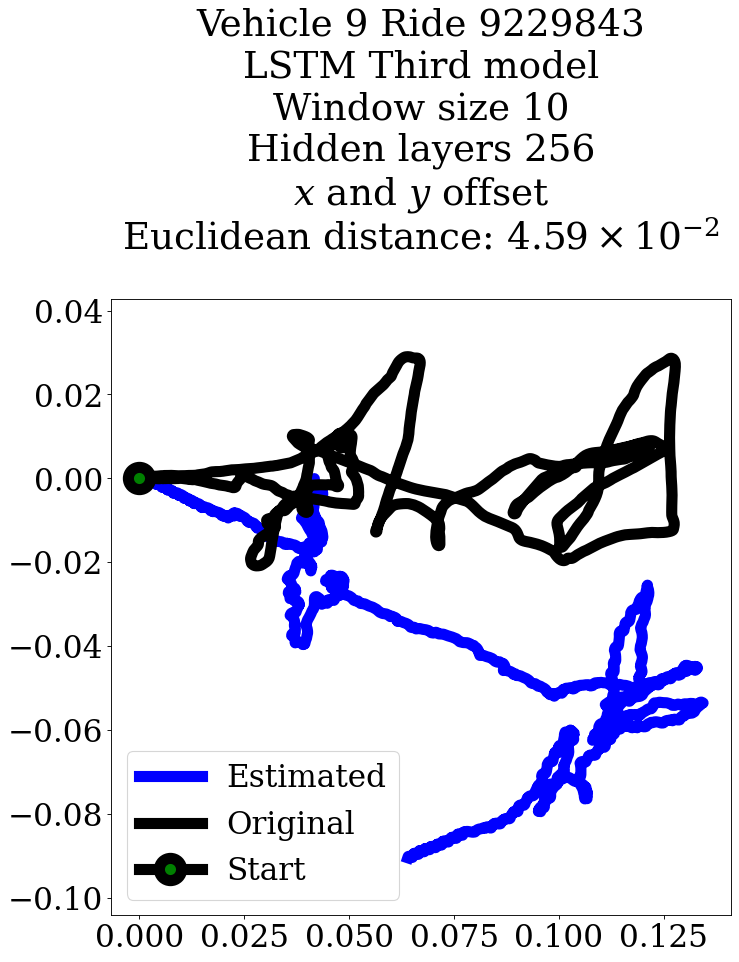 Vehicle 9 Ride 9229843
LSTM Third model
Window size 10
Hidden layers 256
x and y offset
Euclidean distance: 4.59 × 10⁻²
0.04
0.02
0.00
−0.02
−0.04
−0.06
−0.08
−0.10
Estimated
Original
Start
0.000 0.025 0.050 0.075 0.100 0.125